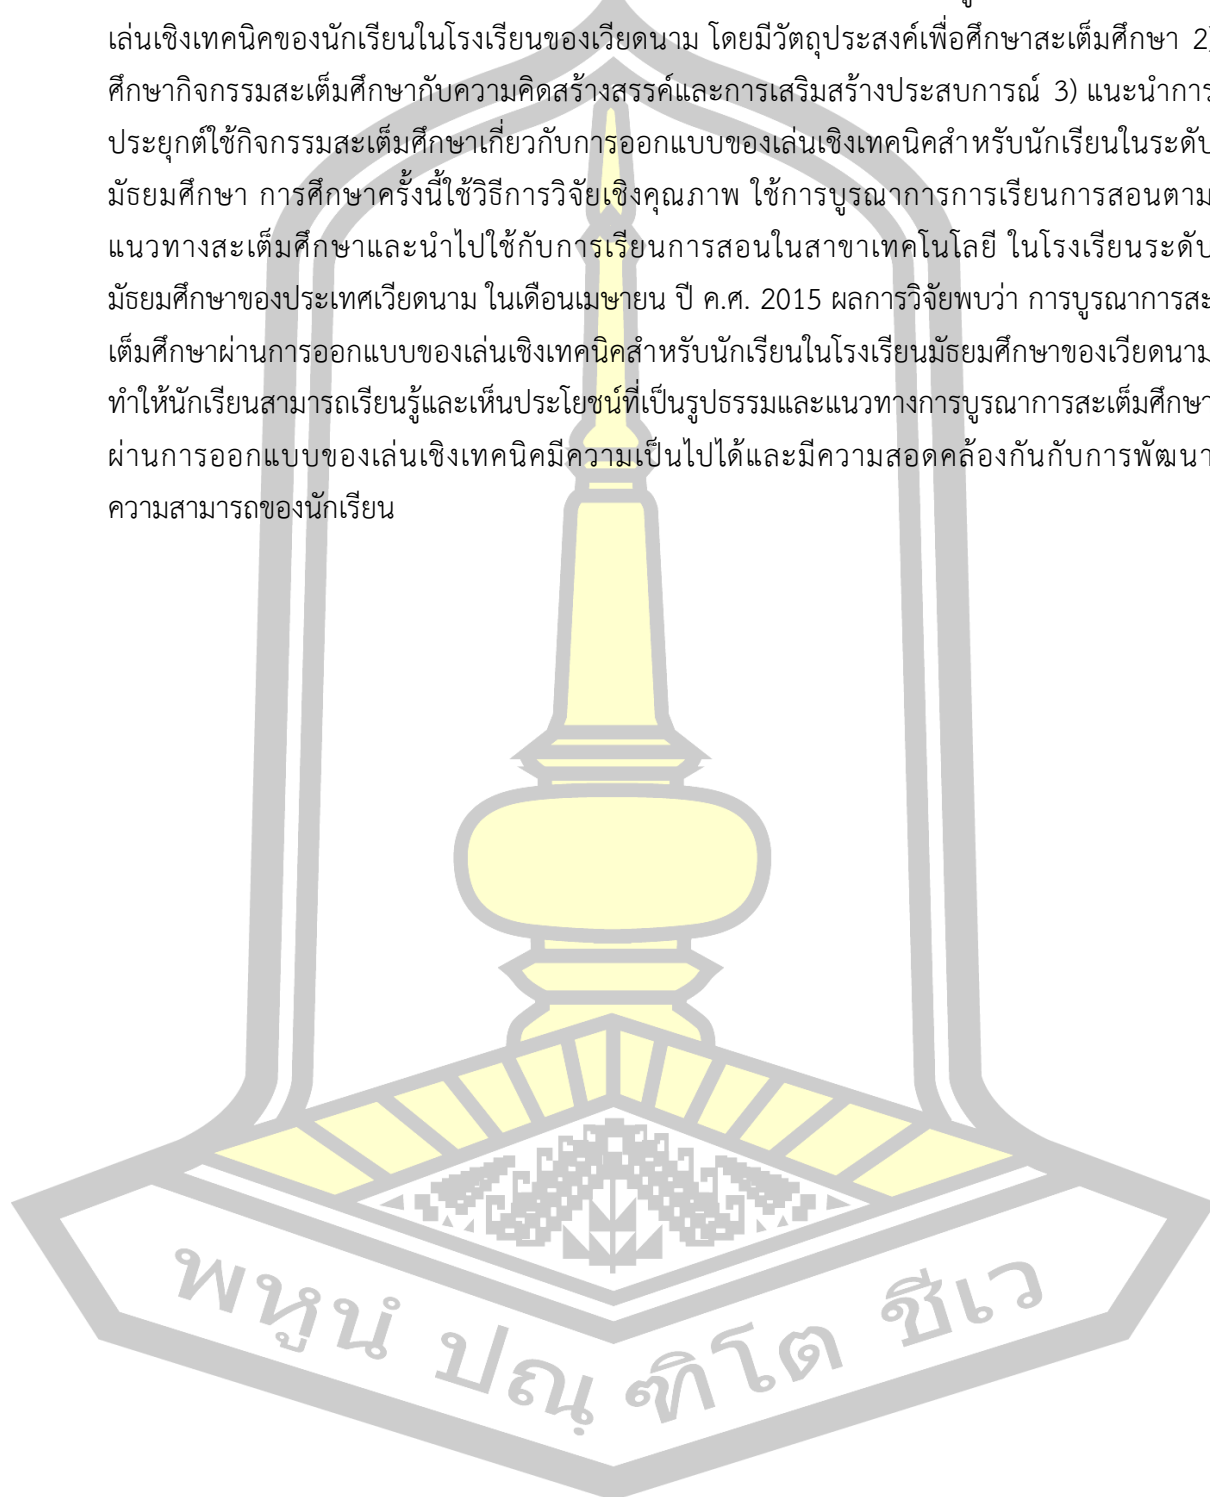 เล่นเชิงเทคนิคของนักเรียนในโรงเรียนของเวียดนาม โดยมีวัตถุประสงค์เพื่อศึกษาสะเต็มศึกษา 2)
ศึกษากิจกรรมสะเต็มศึกษากับความคิดสร้างสรรค์และการเสริมสร้างประสบการณ์ 3) แนะนำการ
ประยุกต์ใช้กิจกรรมสะเต็มศึกษาเกี่ยวกับการออกแบบของเล่นเชิงเทคนิคสำหรับนักเรียนในระดับ
มัธยมศึกษา การศึกษาครั้งนี้ใช้วิธีการวิจัยเชิงคุณภาพ ใช้การบูรณาการการเรียนการสอนตาม
แนวทางสะเต็มศึกษาและนำไปใช้กับการเรียนการสอนในสาขาเทคโนโลยี ในโรงเรียนระดับ
มัธยมศึกษาของประเทศเวียดนาม ในเดือนเมษายน ปี ค.ศ. 2015 ผลการวิจัยพบว่า การบูรณาการสะ
เต็มศึกษาผ่านการออกแบบของเล่นเชิงเทคนิคสำหรับนักเรียนในโรงเรียนมัธยมศึกษาของเวียดนาม
ทำให้นักเรียนสามารถเรียนรู้และเห็นประโยชน์ที่เป็นรูปธรรมและแนวทางการบูรณาการสะเต็มศึกษา
ผ่านการออกแบบของเล่นเชิงเทคนิคมีความเป็นไปได้และมีความสอดคล้องกันกับการพัฒนา
ความสามารถของนักเรียน
พหูนํ ปณฺฑิโต ชีเว